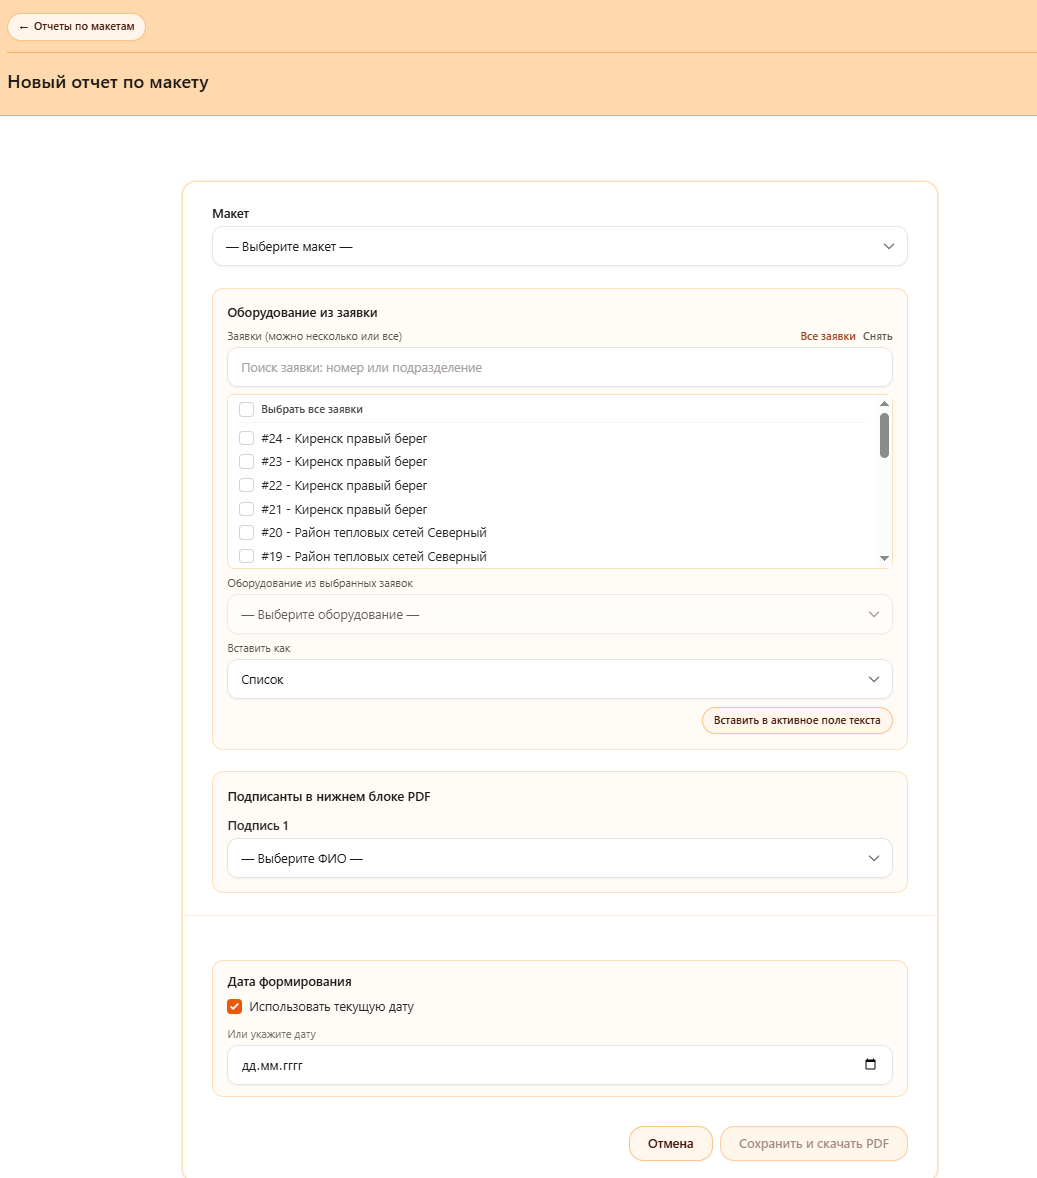 ← Отчеты по макетам
Новый отчет по макету
Макет
— Выберите макет —
Оборудование из заявки
Заявки (можно несколько или все) Все заявки Снять
Поиск заявки: номер или подразделение
Выбрать все заявки
#24 - Киренск правый берег
#23 - Киренск правый берег
#22 - Киренск правый берег
#21 - Киренск правый берег
#20 - Район тепловых сетей Северный
#19 - Район тепловых сетей Северный
Оборудование из выбранных заявок
— Выберите оборудование —
Вставить как
Список
Вставить в активное поле текста
Подписанты в нижнем блоке PDF
Подпись 1
— Выберите ФИО —
Дата формирования
Использовать текущую дату
Или укажите дату
дд.мм.гггг
Отмена Сохранить и скачать PDF